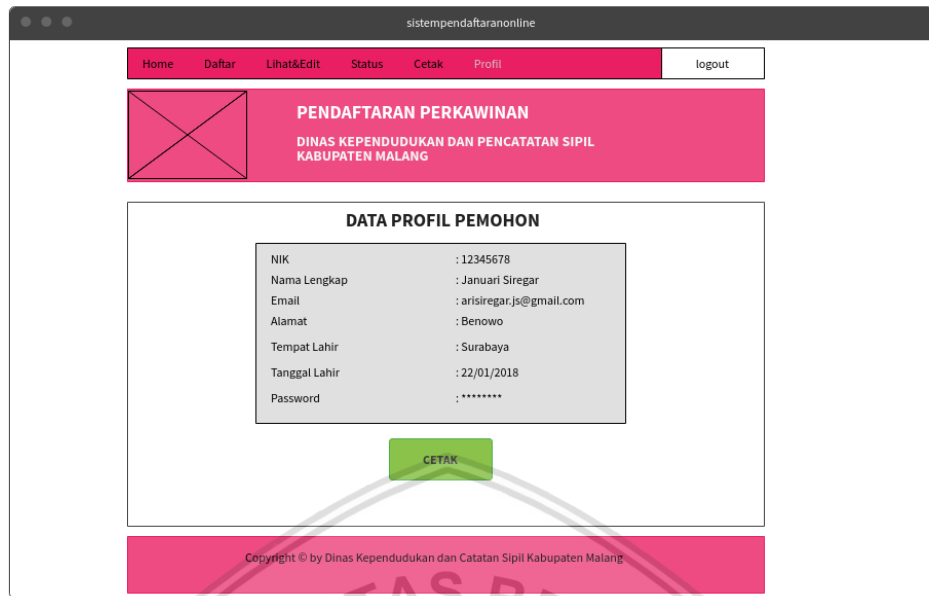 sistempendaftaranonline
Home Daftar Lihat&Edit Status Cetak Profil logout
PENDAFTARAN PERKAWINAN
DINAS KEPENDUDUKAN DAN PENCATATAN SIPIL
KABUPATEN MALANG
DATA PROFIL PEMOHON
NIK : 12345678
Nama Lengkap : Januari Siregar
Email : arisiregar.js@gmail.com
Alamat : Benowo
Tempat Lahir : Surabaya
Tanggal Lahir : 22/01/2018
Password : ********
CETAK
Copyright © by Dinas Kependudukan dan Catatan Sipil Kabupaten Malang